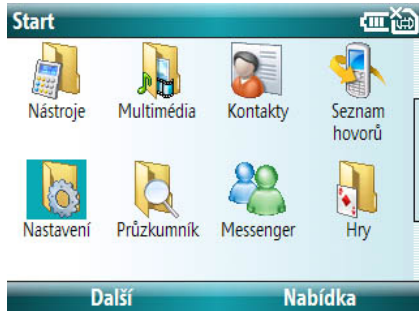 Start
Nástroje
Multimédia
Kontakty
Seznam
hovorů
Nastavení
Průzkumník
Messenger
Hry
Další
Nabídka